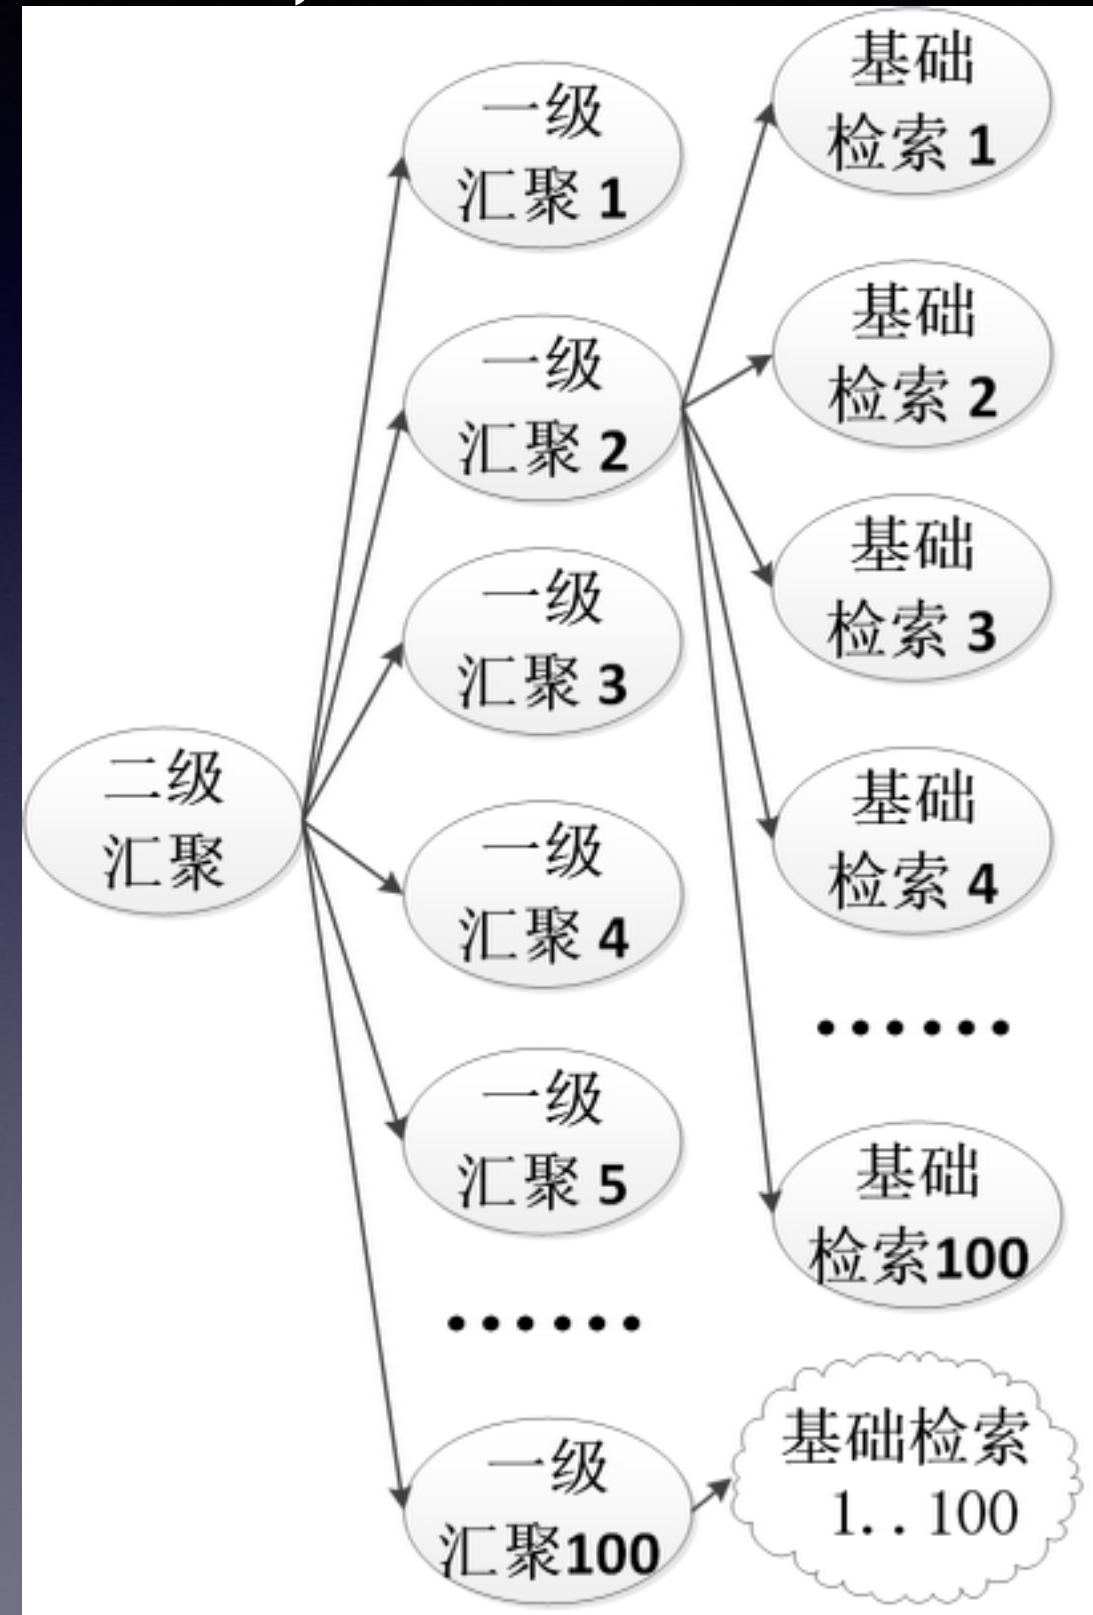 二级
汇聚
一级
汇聚 1
一级
汇聚 2
一级
汇聚 3
一级
汇聚 4
一级
汇聚 5
......
一级
汇聚100
基础
检索 1
基础
检索 2
基础
检索 3
基础
检索 4
......
基础
检索100
基础检索
1..100